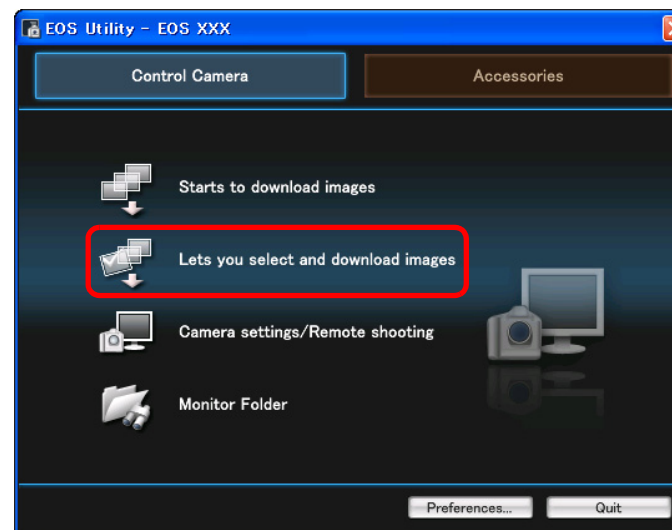 EOS Utility - EOS XXX
Control Camera
Accessories
Starts to download images
Lets you select and download images
Camera settings/Remote shooting
Monitor Folder
Preferences...
Quit